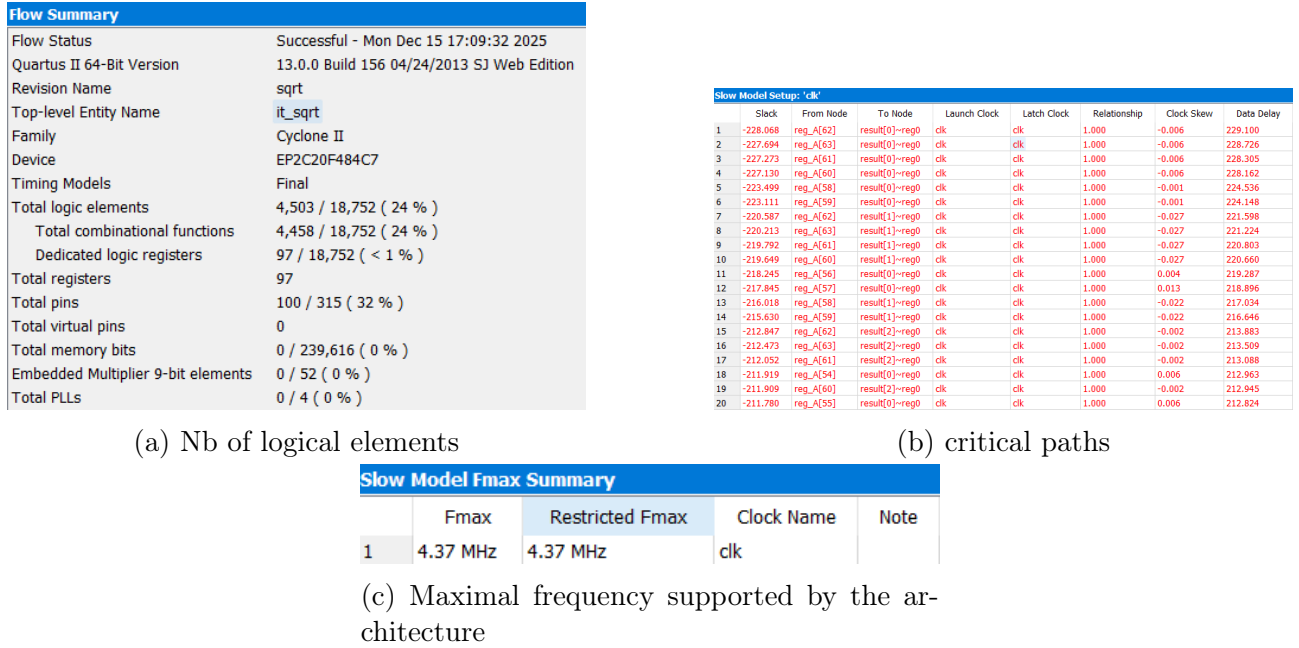 Flow Summary
Flow Status Successful - Mon Dec 15 17:09:32 2025
Quartus II 64-Bit Version 13.0.0 Build 156 04/24/2013 SJ Web Edition
Revision Name sqrt
Top-level Entity Name it_sqrt
Family Cyclone II
Device EP2C20F484C7
Timing Models Final
Total logic elements 4,503 / 18,752 ( 24 % )
Total combinational functions 4,458 / 18,752 ( 24 % )
Dedicated logic registers 97 / 18,752 ( < 1 % )
Total registers 97
Total pins 100 / 315 ( 32 % )
Total virtual pins 0
Total memory bits 0 / 239,616 ( 0 % )
Embedded Multiplier 9-bit elements 0 / 52 ( 0 % )
Total PLLs 0 / 4 ( 0 % )
(a) Nb of logical elements
Slow Model Setup: 'clk'
Slack From Node To Node Launch Clock Latch Clock Relationship Clock Skew Data Delay
1 -228.068 reg_A[62] result[0]~reg0 clk clk 1.000 -0.006 229.100
2 -227.694 reg_A[63] result[0]~reg0 clk clk 1.000 -0.006 228.726
3 -227.273 reg_A[61] result[0]~reg0 clk clk 1.000 -0.006 228.305
4 -227.130 reg_A[60] result[0]~reg0 clk clk 1.000 -0.006 228.162
5 -223.499 reg_A[58] result[0]~reg0 clk clk 1.000 -0.001 224.536
6 -223.111 reg_A[59] result[0]~reg0 clk clk 1.000 -0.001 224.148
7 -220.587 reg_A[62] result[1]~reg0 clk clk 1.000 -0.027 221.598
8 -220.213 reg_A[63] result[1]~reg0 clk clk 1.000 -0.027 221.224
9 -219.792 reg_A[61] result[1]~reg0 clk clk 1.000 -0.027 220.803
10 -219.649 reg_A[60] result[1]~reg0 clk clk 1.000 -0.027 220.660
11 -218.245 reg_A[56] result[0]~reg0 clk clk 1.000 0.004 219.287
12 -217.845 reg_A[57] result[0]~reg0 clk clk 1.000 0.013 218.896
13 -216.018 reg_A[58] result[1]~reg0 clk clk 1.000 -0.022 217.034
14 -215.630 reg_A[59] result[1]~reg0 clk clk 1.000 -0.022 216.646
15 -212.847 reg_A[62] result[2]~reg0 clk clk 1.000 -0.002 213.883
16 -212.473 reg_A[63] result[2]~reg0 clk clk 1.000 -0.002 213.509
17 -212.052 reg_A[61] result[2]~reg0 clk clk 1.000 -0.002 213.088
18 -211.919 reg_A[54] result[0]~reg0 clk clk 1.000 0.006 212.963
19 -211.909 reg_A[60] result[2]~reg0 clk clk 1.000 -0.002 212.945
20 -211.780 reg_A[55] result[0]~reg0 clk clk 1.000 0.006 212.824
(b) critical paths
Slow Model Fmax Summary
Fmax Restricted Fmax Clock Name Note
1 4.37 MHz 4.37 MHz clk
(c) Maximal frequency supported by the ar-
chitecture